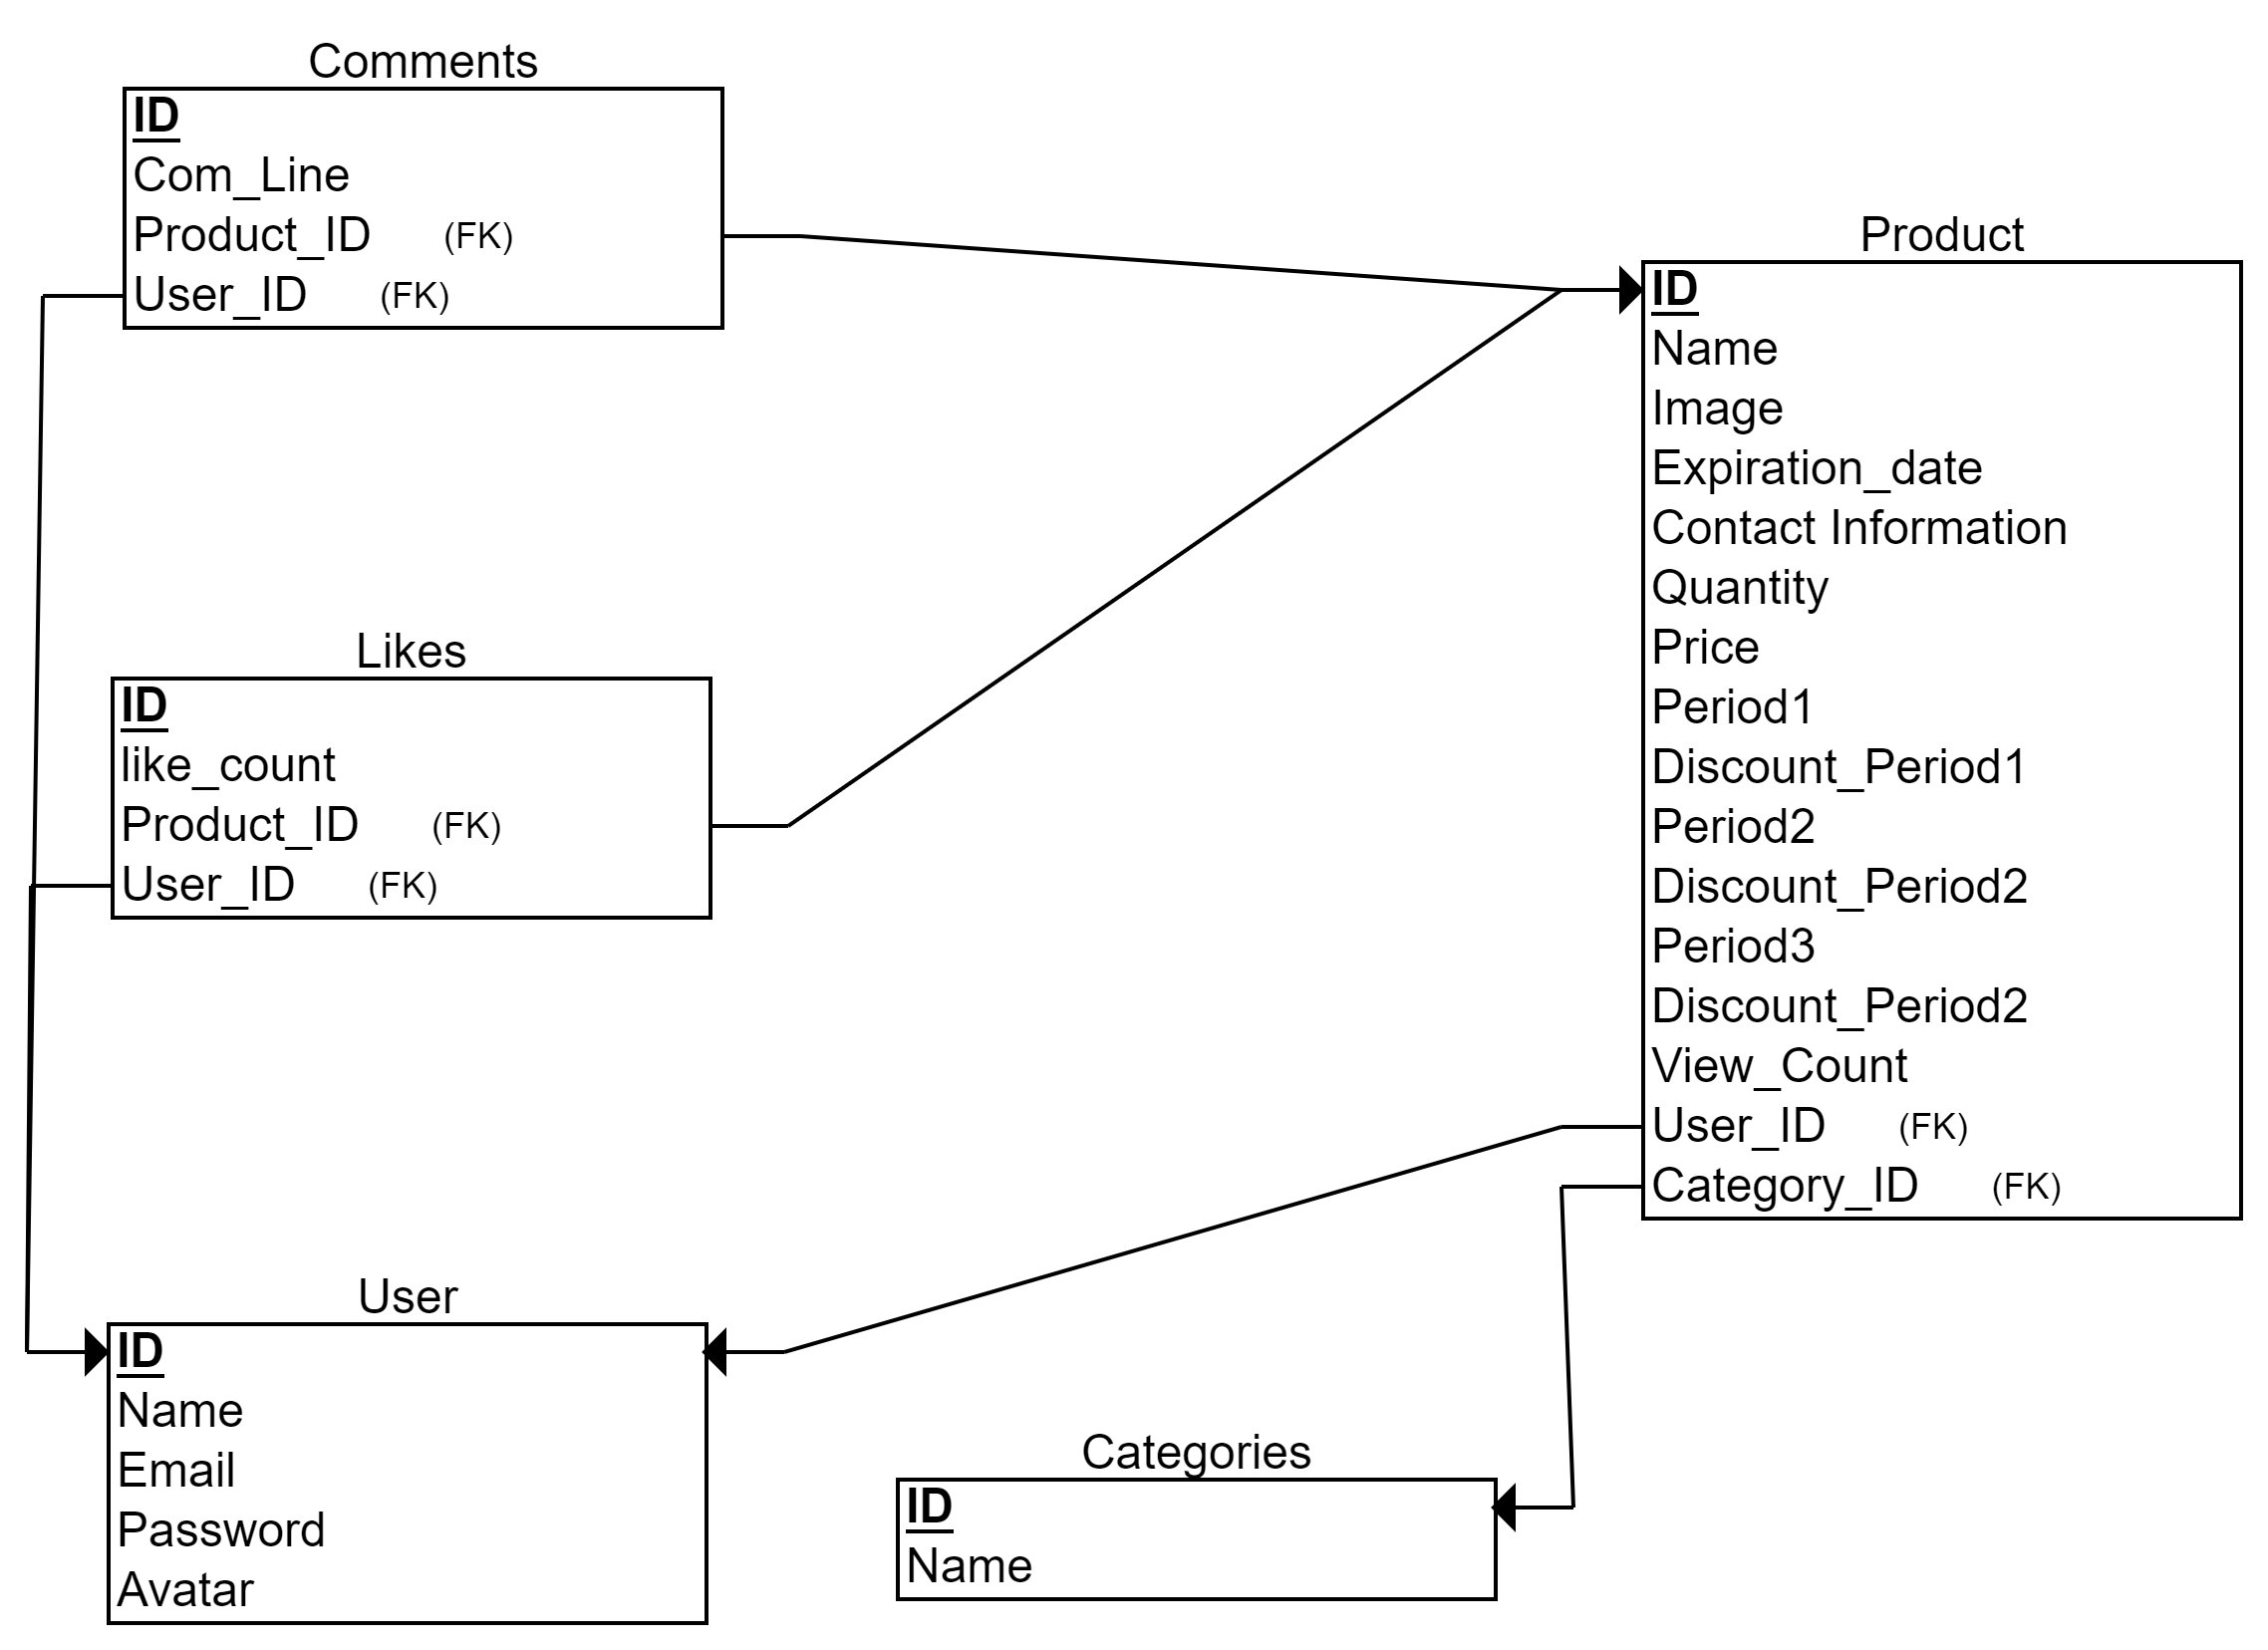 Comments
ID
Com_Line
Product_ID (FK)
User_ID (FK)
Product
ID
Name
Image
Expiration_date
Contact Information
Quantity
Price
Period1
Discount_Period1
Period2
Discount_Period2
Period3
Discount_Period2
View_Count
User_ID (FK)
Category_ID (FK)
Likes
ID
like_count
Product_ID (FK)
User_ID (FK)
User
ID
Name
Email
Password
Avatar
Categories
ID
Name